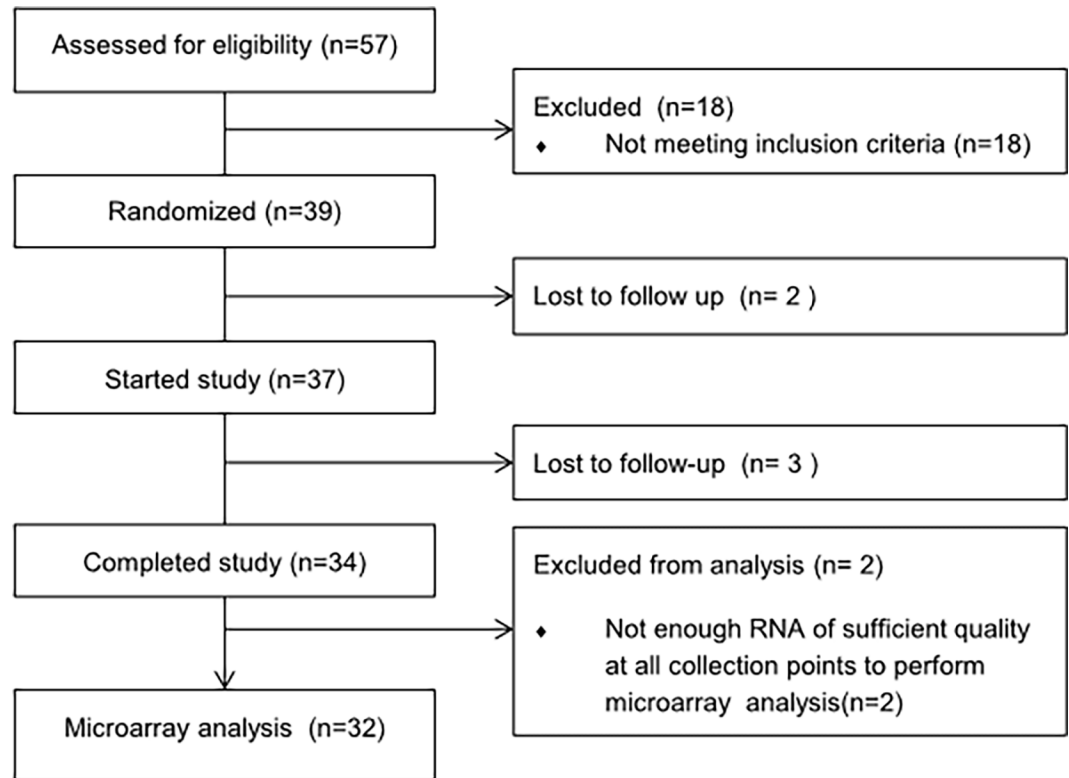 Assessed for eligibility (n=57)
Excluded (n=18)
♦ Not meeting inclusion criteria (n=18)
Randomized (n=39)
Lost to follow up (n= 2 )
Started study (n=37)
Lost to follow-up (n= 3 )
Completed study (n=34)
Excluded from analysis (n= 2)
♦ Not enough RNA of sufficient quality
at all collection points to perform
microarray analysis(n=2)
Microarray analysis (n=32)